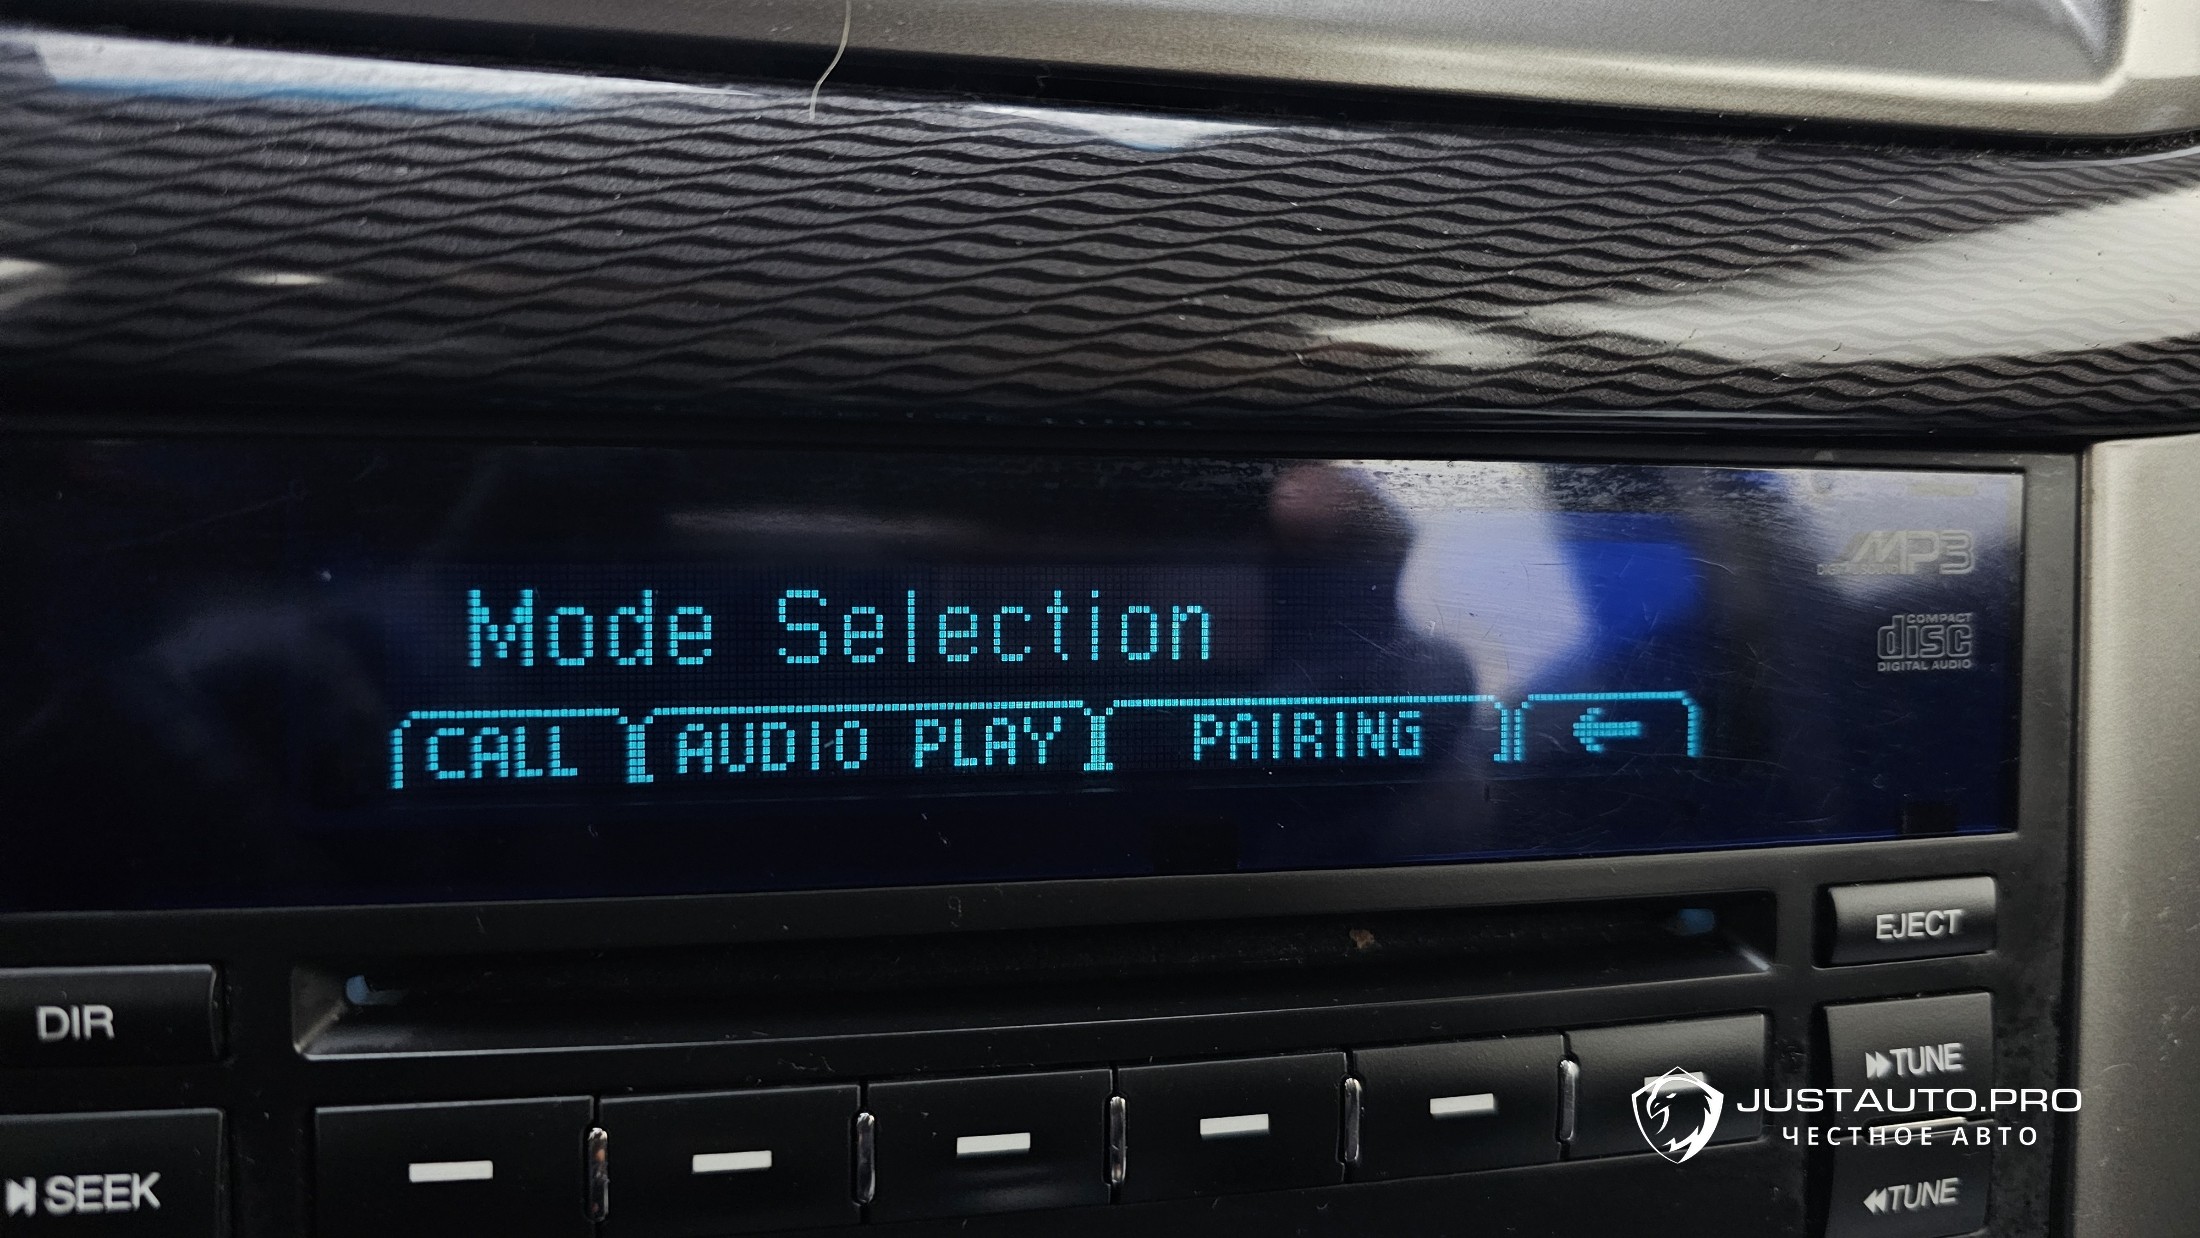 Mode Selection
CALL AUDIO PLAY PAIRING ←
MP3
COMPACT
disc
DIGITAL AUDIO
EJECT
DIR
TUNE
SEEK
TUNE
JUSTAUTO.PRO
ЧЕСТНОЕ АВТО